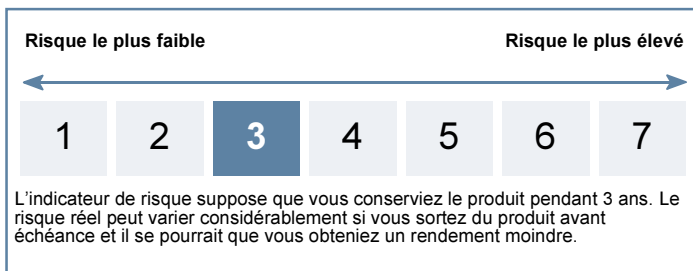 Risque le plus faible Risque le plus élevé
1 2 3 4 5 6 7
L'indicateur de risque suppose que vous conserviez le produit pendant 3 ans. Le
risque réel peut varier considérablement si vous sortez du produit avant
échéance et il se pourrait que vous obteniez un rendement moindre.